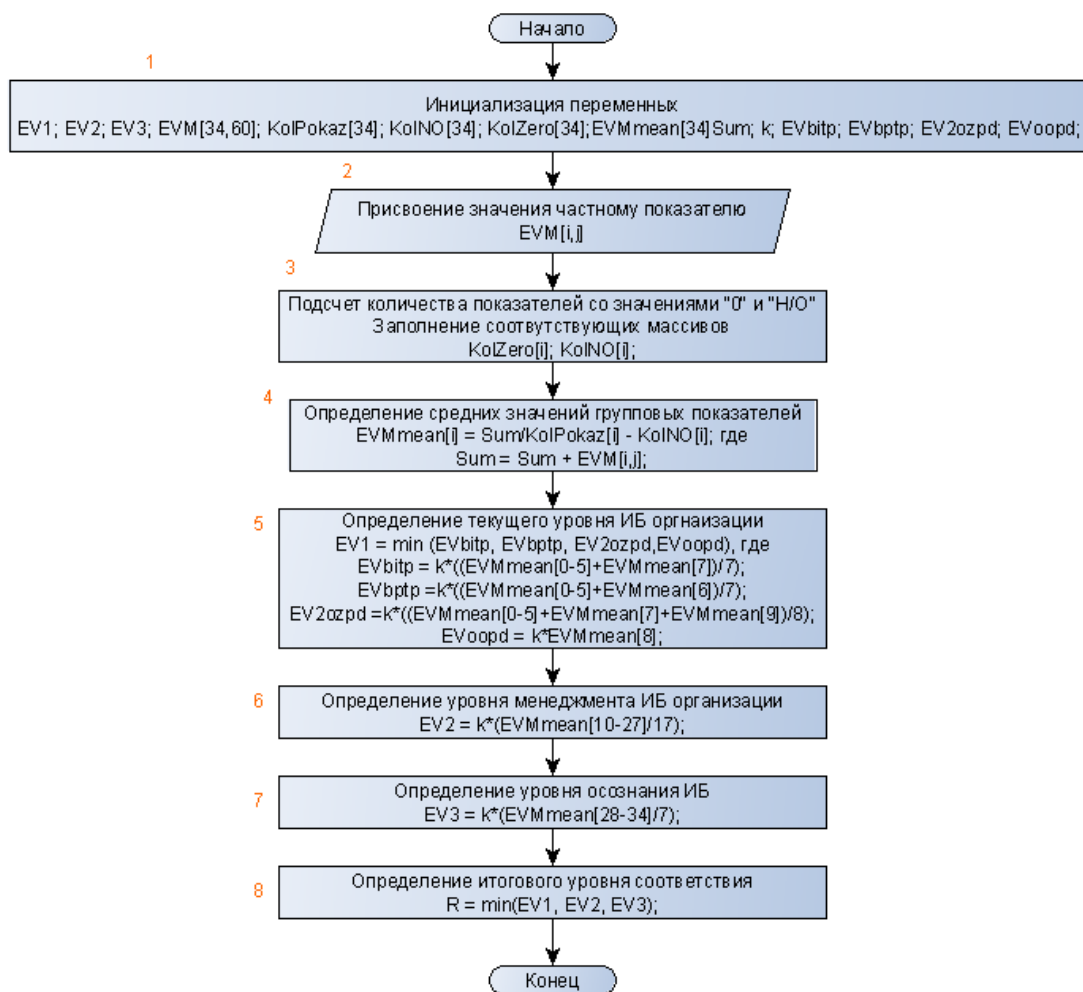 Начало
1
Инициализация переменных
EV1; EV2; EV3; EVM[34,60]; KolPokaz[34]; KolNO[34]; KolZero[34];EVMmean[34]Sum; k; EVbitp; EVbptp; EV2ozpd; EVoopd;
2
Присвоение значения частному показателю
EVM[i,j]
3
Подсчет количества показателей со значениями "0" и "Н/О"
Заполнение соотвутствующих массивов
KolZero[i]; KolNO[i];
4
Определение средних значений групповых показателей
EVMmean[i] = Sum/KolPokaz[i] - KolNO[i]; где
Sum = Sum + EVM[i,j];
5
Определение текущего уровня ИБ оргнаизации
EV1 = min (EVbitp, EVbptp, EV2ozpd,EVoopd), где
EVbitp = k*((EVMmean[0-5]+EVMmean[7])/7);
EVbptp =k*((EVMmean[0-5]+EVMmean[6])/7);
EV2ozpd =k*((EVMmean[0-5]+EVMmean[7]+EVMmean[9])/8);
EVoopd = k*EVMmean[8];
6
Определение уровня менеджмента ИБ организации
EV2 = k*(EVMmean[10-27]/17);
7
Определение уровня осознания ИБ
EV3 = k*(EVMmean[28-34]/7);
8
Определение итогового уровня соответствия
R = min(EV1, EV2, EV3);
Конец